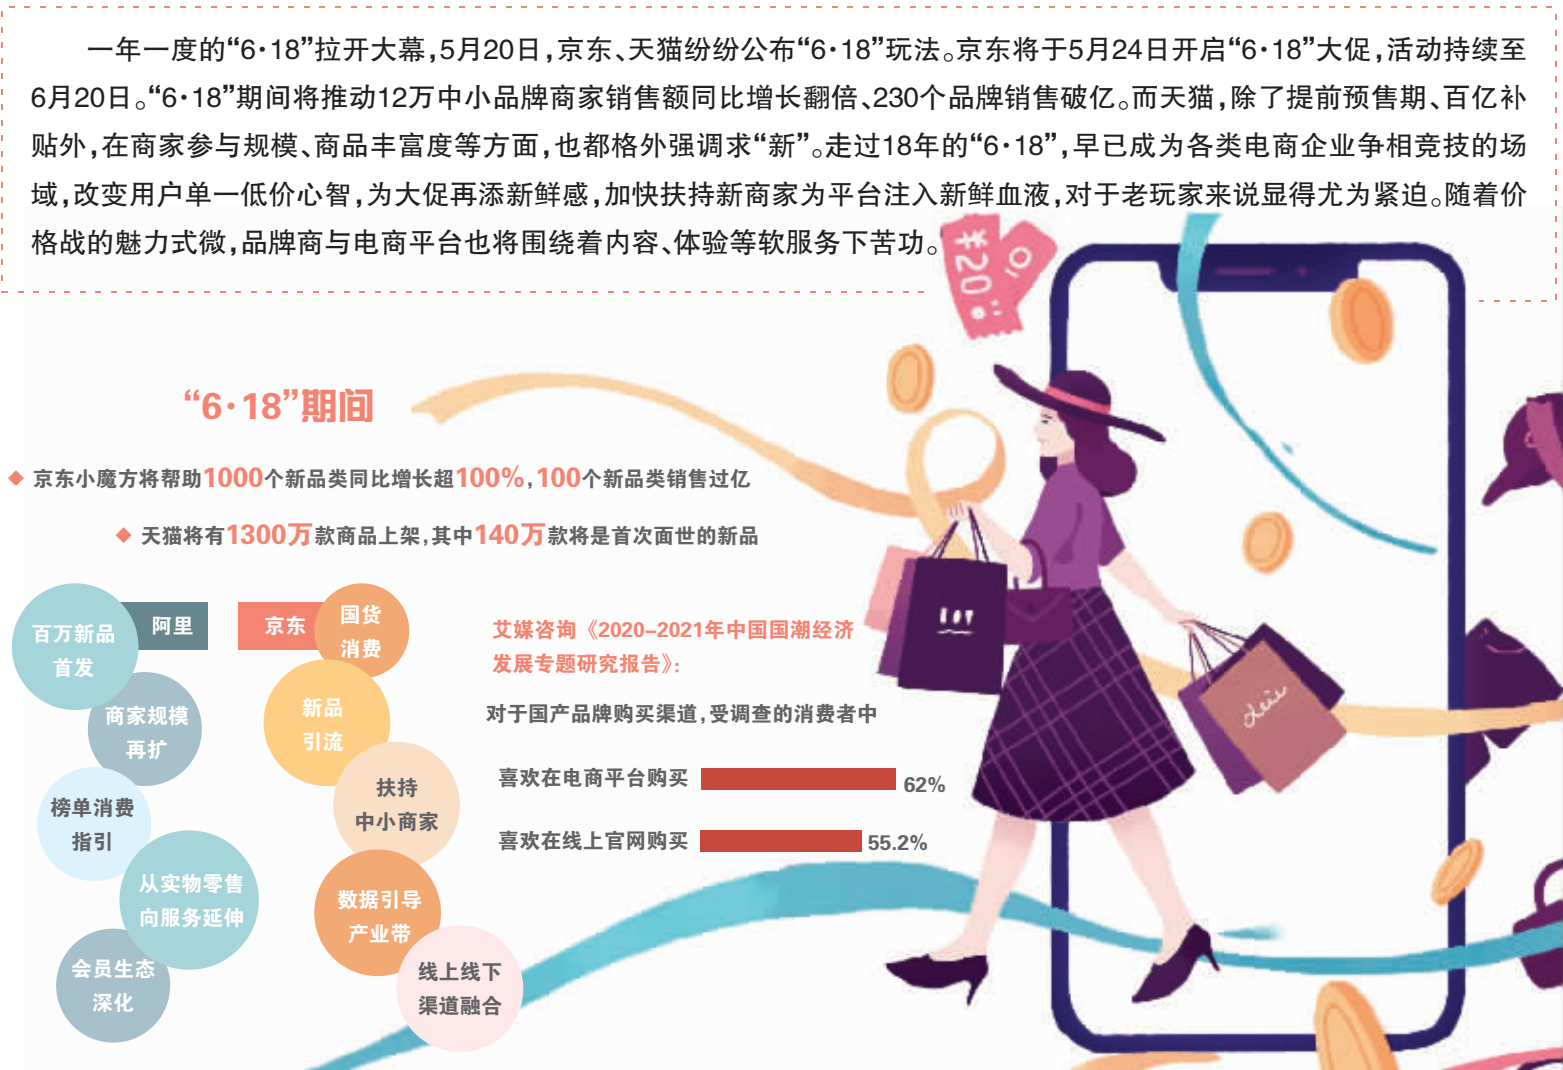 一年一度的“6·18”拉开大幕，5月20日，京东、天猫纷纷公布“6·18”玩法。京东将于5月24日开启“6·18”大促，活动持续至
6月20日。“6·18”期间将推动12万中小品牌商家销售额同比增长翻倍、230个品牌销售破亿。而天猫，除了提前预售期、百亿补
贴外，在商家参与规模、商品丰富度等方面，也都格外强调求“新”。走过18年的“6·18”，早已成为各类电商企业争相竞技的场
域，改变用户单一低价心智，为大促再添新鲜感，加快扶持新商家为平台注入新鲜血液，对于老玩家来说显得尤为紧迫。随着价
格战的魅力式微，品牌商与电商平台也将围绕着内容、体验等软服务下苦功。
¥20
10
“6·18”期间
京东小魔方将帮助1000个新品类同比增长超100%，100个新品类销售过亿
天猫将有1300万款商品上架，其中140万款将是首次面世的新品
阿里
百万新品
首发
商家规模
再扩
榜单消费
指引
从实物零售
向服务延伸
会员生态
深化
京东
国货
消费
新品
引流
扶持
中小商家
数据引导
产业带
线上线下
渠道融合
艾媒咨询《2020–2021年中国国潮经济
发展专题研究报告》：
对于国产品牌购买渠道，受调查的消费者中
喜欢在电商平台购买 62%
喜欢在线上官网购买 55.2%